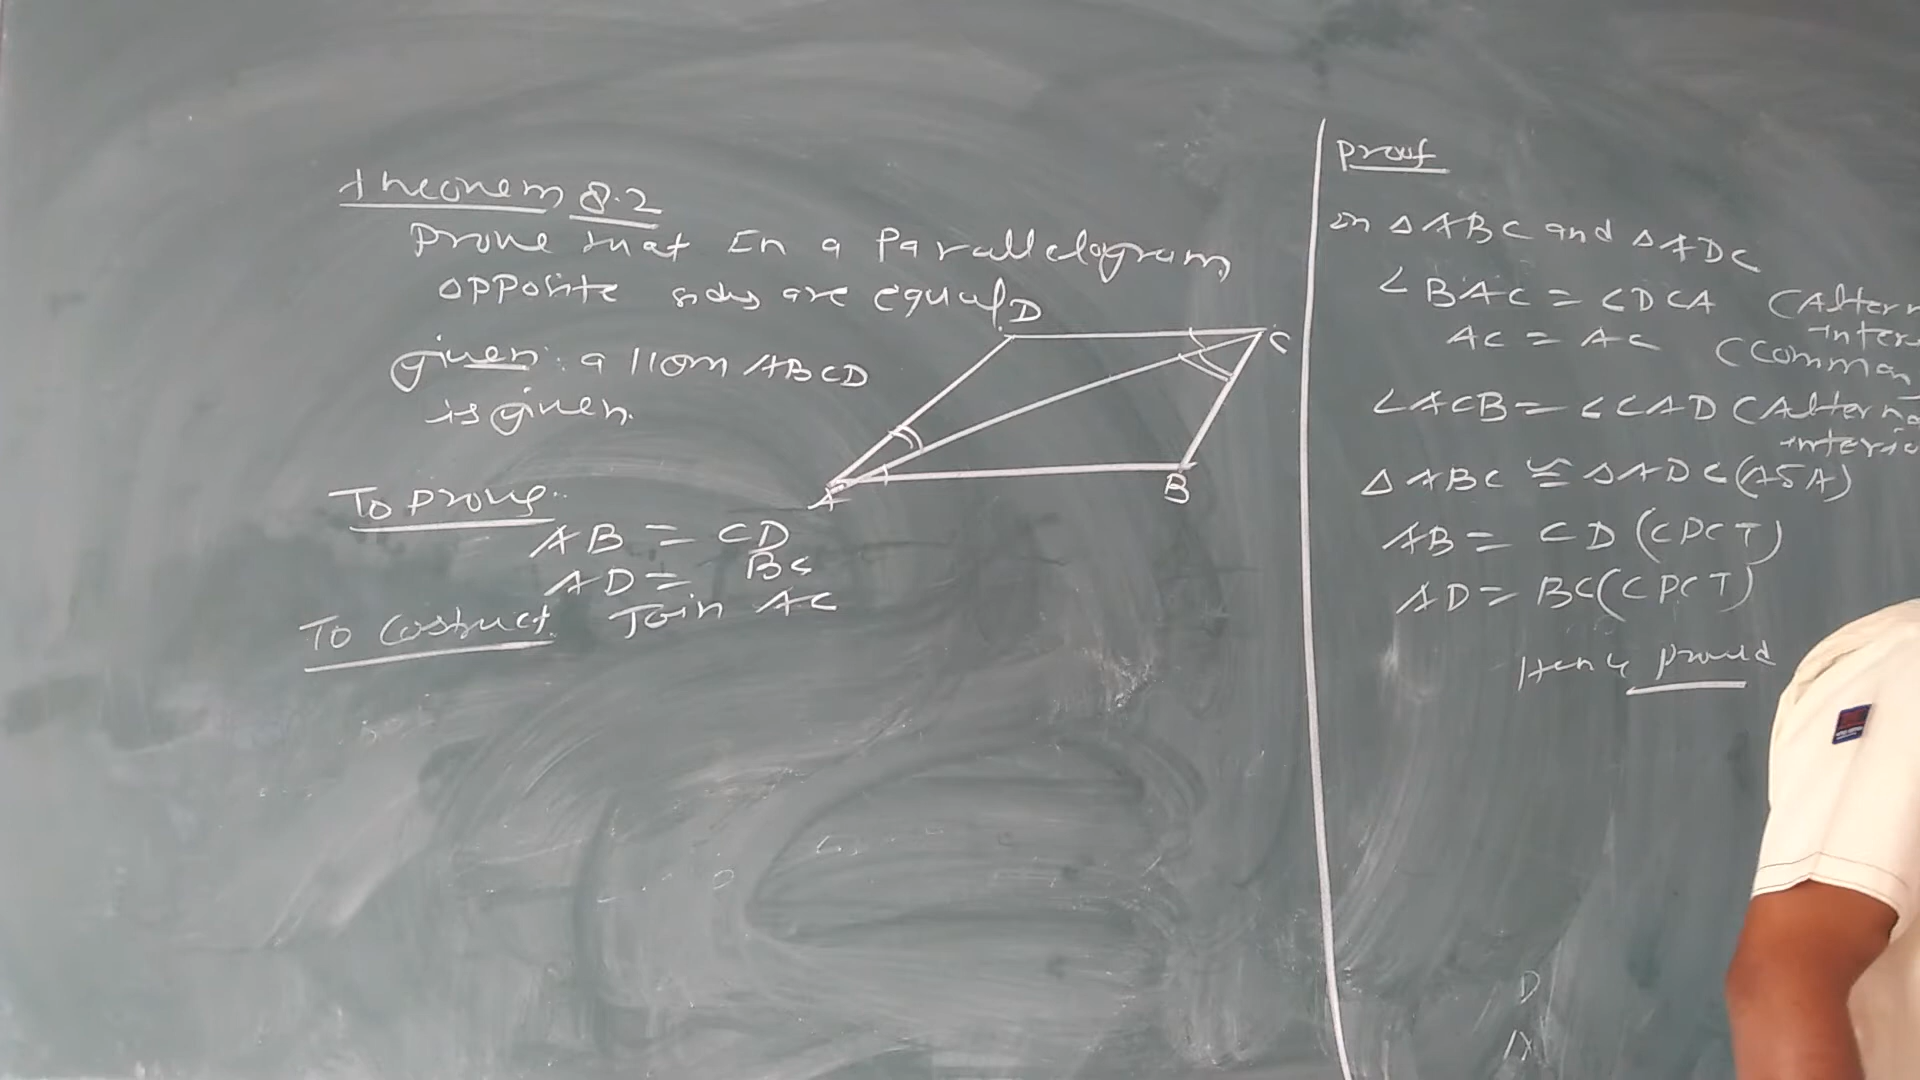 Theorem 8.2
Prove that In a Parallelogram
opposite sides are equal
given: a ||gm ABCD
is given.
To prove
AB = CD
AD = BC
To Costruct. Join AC
D
C
A
B
Proof
In △ABC and △ADC
∠BAC = ∠DCA (Altern
inter
AC = AC (Common
∠ACB = ∠CAD (Alterna
interio
△ABC ≅ △ADC (ASA)
AB = CD (CPCT)
AD = BC (CPCT)
Hence proved
D